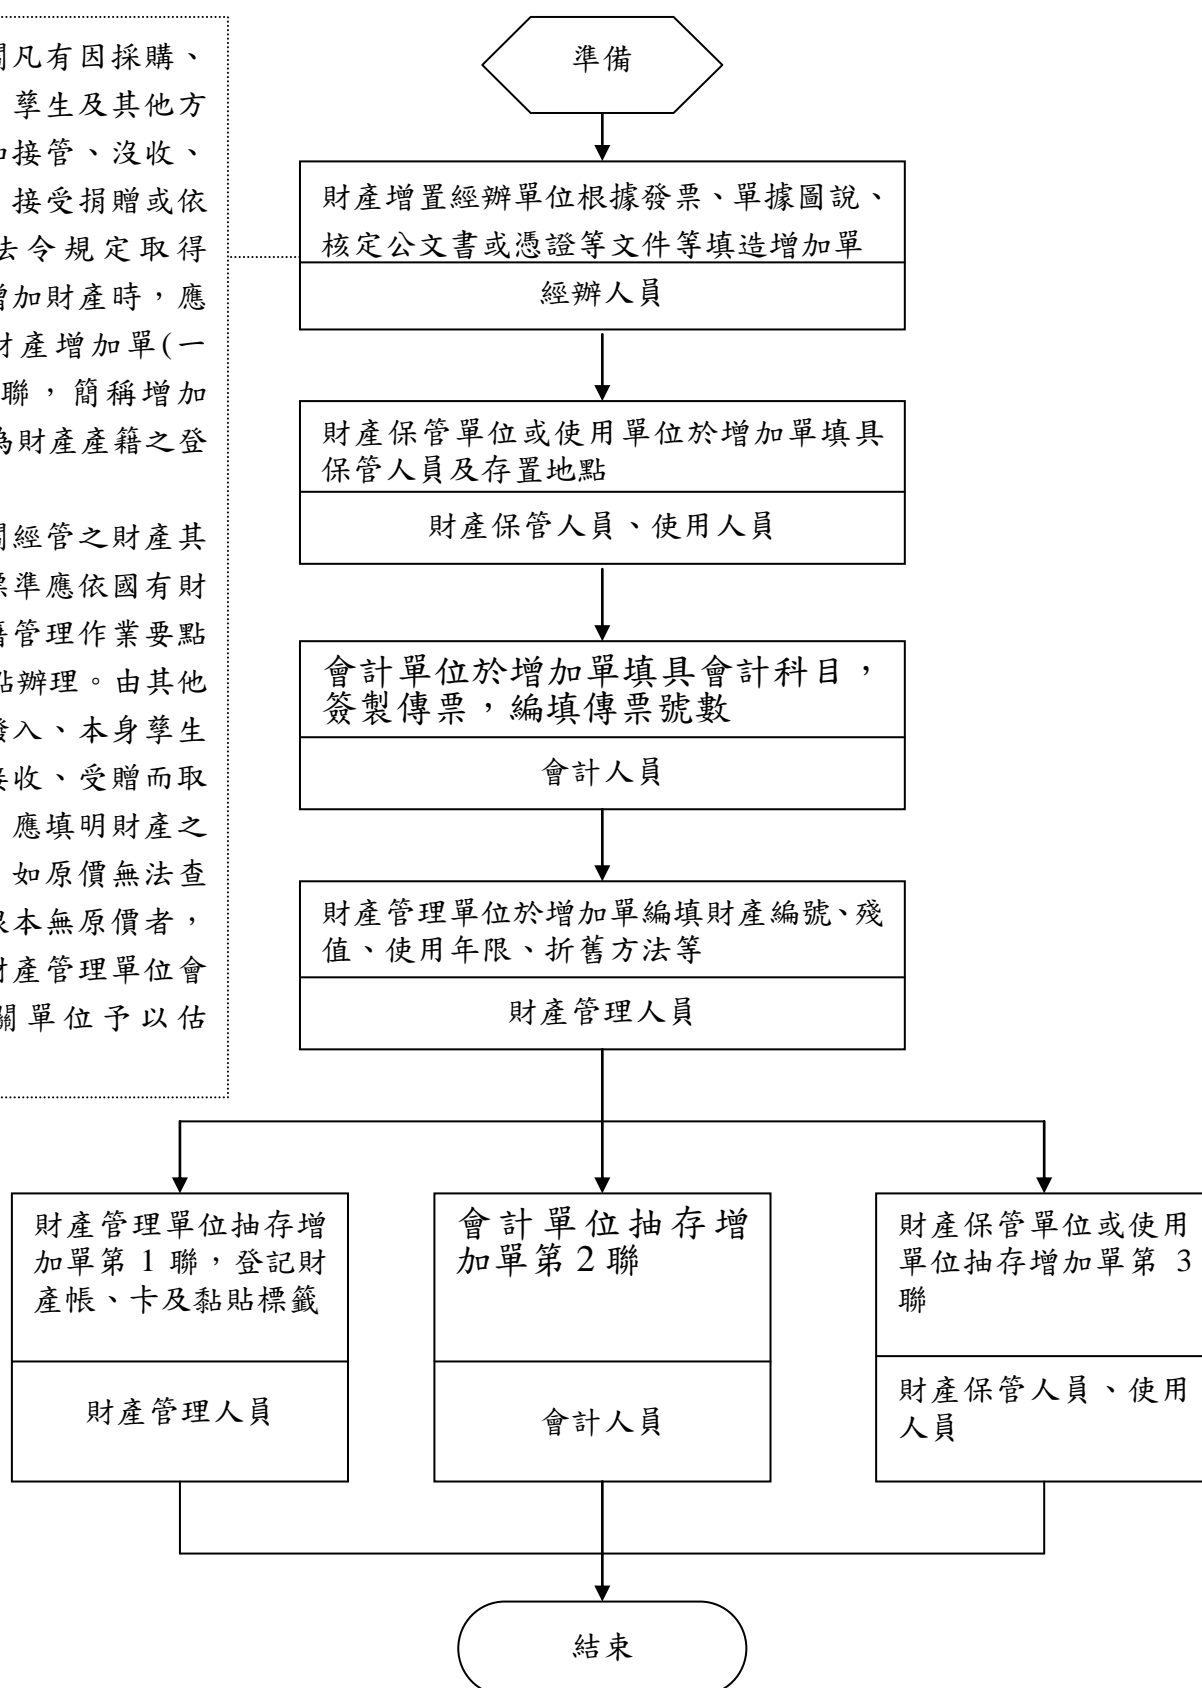 準備
關凡有因採購、
孳生及其他方
如接管、沒收、
接受捐贈或依
法令規定取得
增加財產時，應
財產增加單(一
聯，簡稱增加
為財產產籍之登
關經管之財產其
標準應依國有財
籍管理作業要點
點辦理。由其他
撥入、本身孳生
接收、受贈而取
應填明財產之
如原價無法查
根本無原價者，
財產管理單位會
關單位予以估
財產增置經辦單位根據發票、單據圖說、
核定公文書或憑證等文件等填造增加單
經辦人員
財產保管單位或使用單位於增加單填具
保管人員及存置地點
財產保管人員、使用人員
會計單位於增加單填具會計科目，
簽製傳票，編填傳票號數
會計人員
財產管理單位於增加單編填財產編號、殘
值、使用年限、折舊方法等
財產管理人員
財產管理單位抽存增
加單第 1 聯，登記財
產帳、卡及黏貼標籤
財產管理人員
會計單位抽存增
加單第 2 聯
會計人員
財產保管單位或使用
單位抽存增加單第 3
聯
財產保管人員、使用
人員
結束